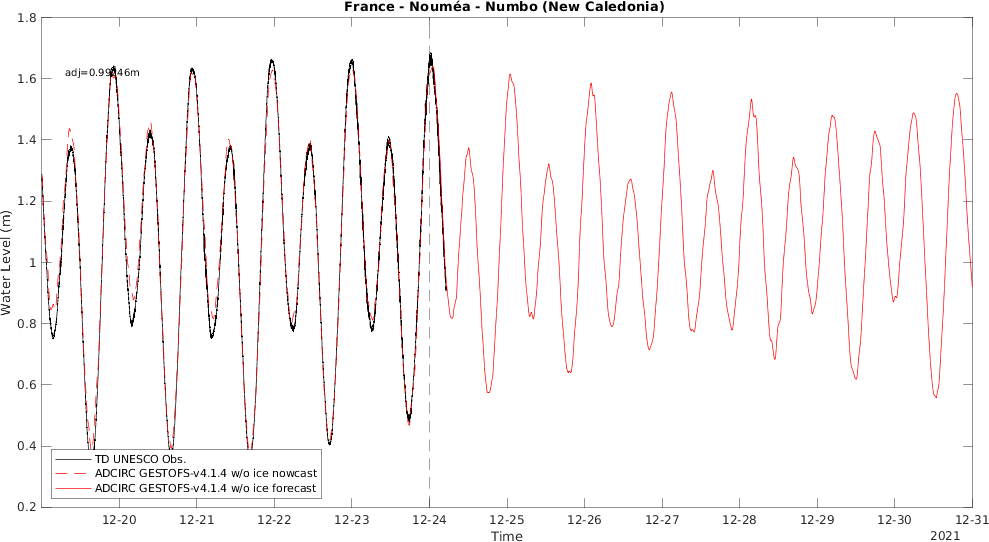 France - Nouméa - Numbo (New Caledonia)
1.8
1.6
1.4
1.2
1
0.8
0.6
0.4
0.2
Water Level (m)
TD UNESCO Obs.
ADCIRC GESTOFS-v4.1.4 w/o ice nowcast
ADCIRC GESTOFS-v4.1.4 w/o ice forecast
12-20 12-21 12-22 12-23 12-24 12-25 12-26 12-27 12-28 12-29 12-30 12-31
Time
2021